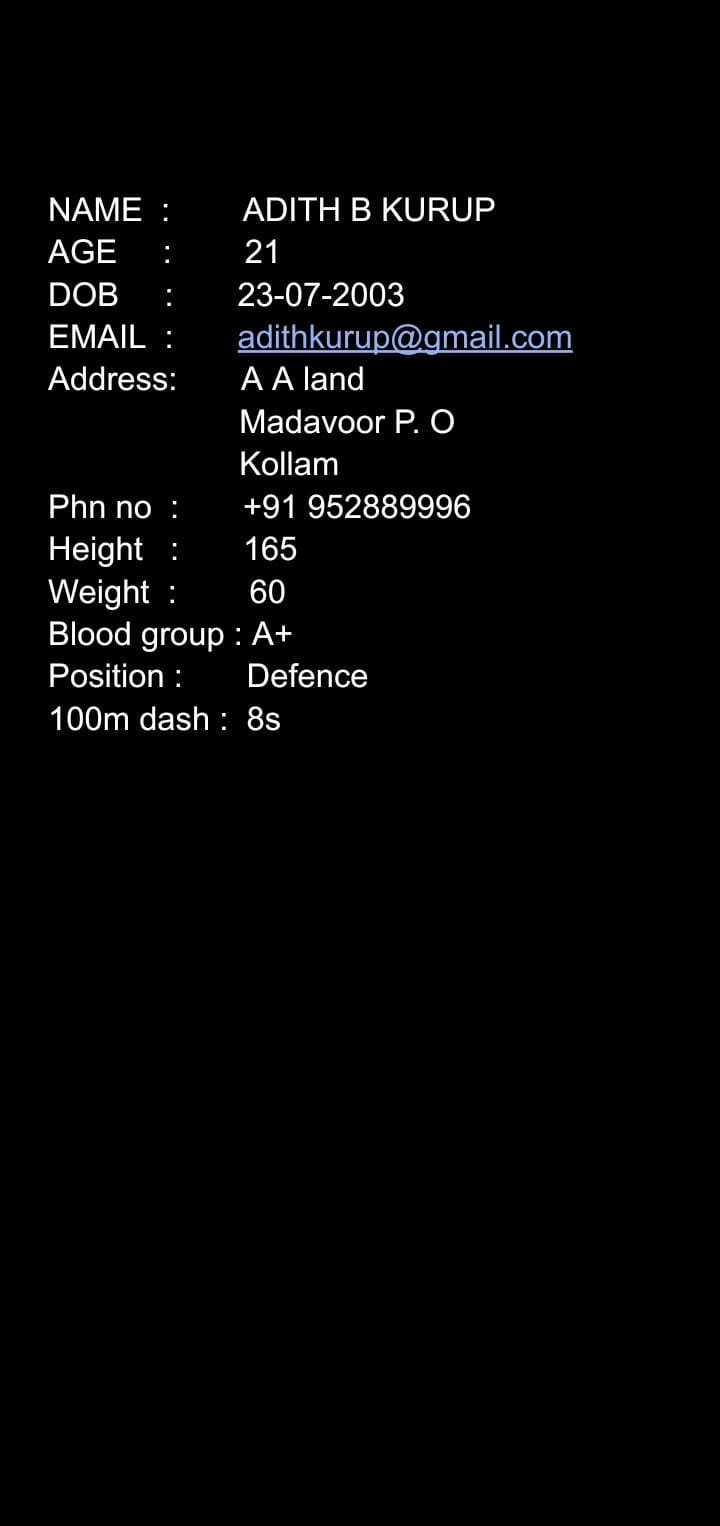 NAME : ADITH B KURUP
AGE : 21
DOB : 23-07-2003
EMAIL : adithkurup@gmail.com
Address: A A land
Madavoor P. O
Kollam
Phn no : +91 952889996
Height : 165
Weight : 60
Blood group : A+
Position : Defence
100m dash : 8s